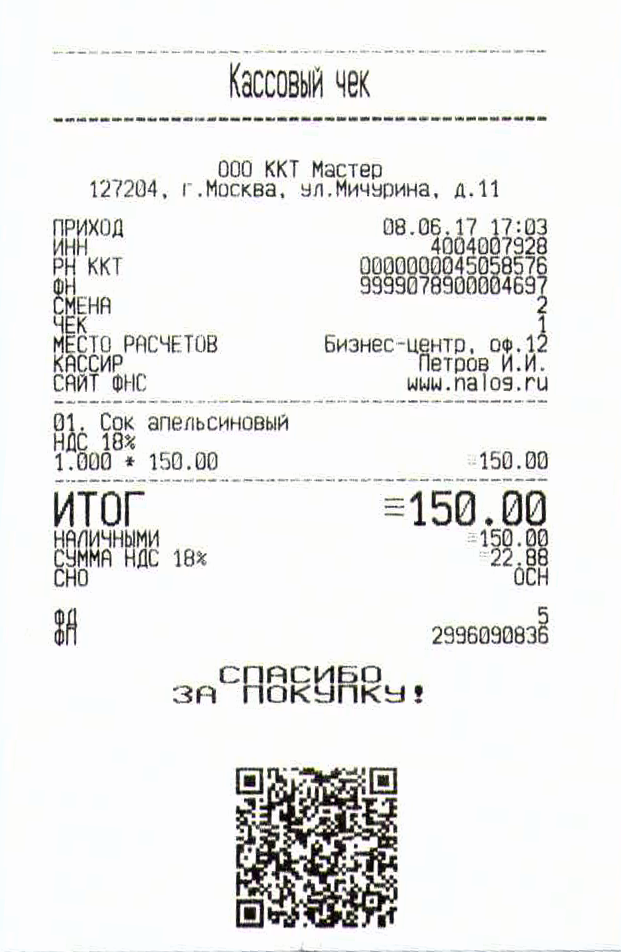 Кассовый чек
ООО ККТ Мастер
127204, г.Москва, ул.Мичурина, д.11
ПРИХОД 08.06.17 17:03
ИНН 4004007928
РН ККТ 0000000045058576
ФН 9999078900004697
СМЕНА 2
ЧЕК 1
МЕСТО РАСЧЕТОВ Бизнес-центр, оф.12
КАССИР Петров И.И.
САЙТ ФНС www.nalog.ru
01. Сок апельсиновый
НДС 18%
1.000 * 150.00 =150.00
ИТОГ =150.00
НАЛИЧНЫМИ =150.00
СУММА НДС 18% =22.88
СНО ОСН
ФД 5
ФП 2996090836
СПАСИБО
ЗА ПОКУПКУ!